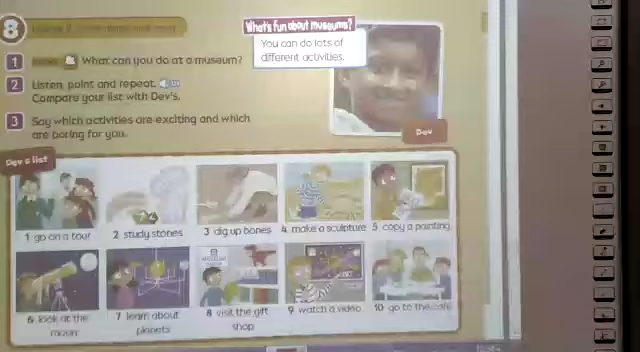 8
What's fun about museums?
You can do lots of
different activities.
1 What can you do at a museum?
2 Listen, point and repeat.
Compare your list with Dev's.
3 Say which activities are exciting and which
are boring for you.
Dev
Dev's list
1 go on a tour
2 study stones
3 dig up bones
4 make a sculpture
5 copy a painting
6 look at the
moon
7 learn about
planets
8 visit the gift
shop
9 watch a video
10 go to the café